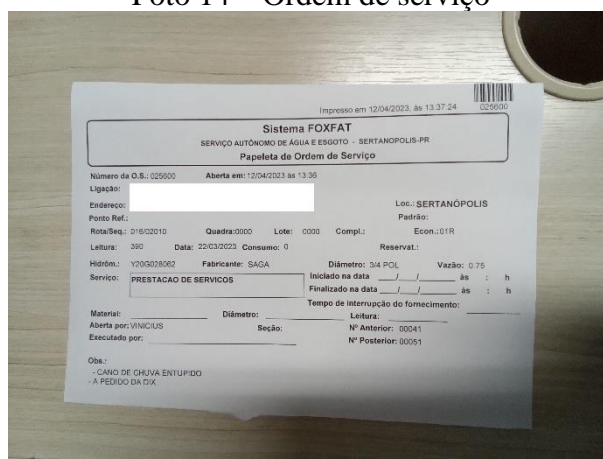 Foto 14 – Ordem de serviço
Impresso em 12/04/2023, às 13.37.24 025600
Sistema FOXFAT
SERVIÇO AUTÔNOMO DE ÁGUA E ESGOTO - SERTANOPOLIS-PR
Papeleta de Ordem de Serviço
Número da O.S.: 025600 Aberta em: 12/04/2023 às 13:36
Ligação:
Endereço: Loc.: SERTANÓPOLIS
Ponto Ref.: Padrão:
Rota/Seq.: 016/02010 Quadra:0000 Lote: 0000 Compl.: Econ.:01R
Leitura: 390 Data: 22/03/2023 Consumo: 0 Reservat.:
Hidrôm.: Y20G028062 Fabricante: SAGA Diâmetro: 3/4 POL Vazão: 0.75
Serviço: PRESTACAO DE SERVICOS Iniciado na data __/__/____ às : h
Finalizado na data __/__/____ às : h
Tempo de interrupção do fornecimento:
Material: Diâmetro: Leitura:
Aberta por: VINICIUS Seção: Nº Anterior: 00041
Executado por: Nº Posterior: 00051
Obs.:
- CANO DE CHUVA ENTUPIDO
- A PEDIDO DA DIX